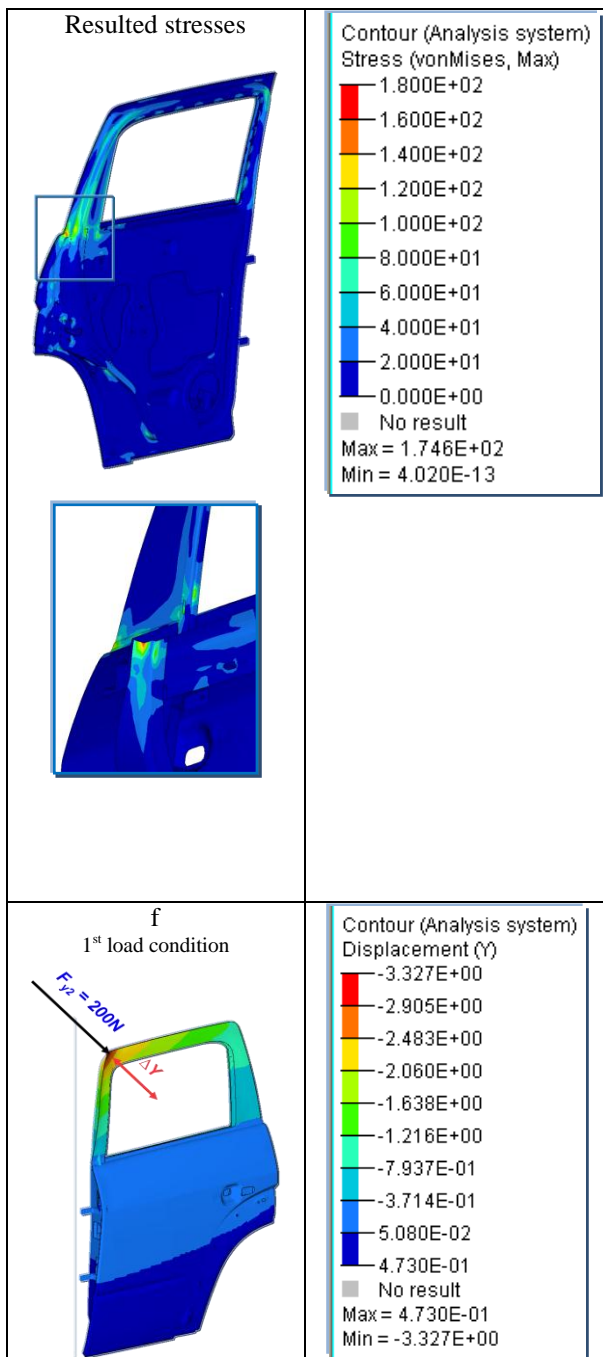 Resulted stresses
Contour (Analysis system)
Stress (vonMises, Max)
1.800E+02
1.600E+02
1.400E+02
1.200E+02
1.000E+02
8.000E+01
6.000E+01
4.000E+01
2.000E+01
0.000E+00
No result
Max = 1.746E+02
Min = 4.020E-13
f
1st load condition
Fy2 = 200N
ΔY
Contour (Analysis system)
Displacement (Y)
-3.327E+00
-2.905E+00
-2.483E+00
-2.060E+00
-1.638E+00
-1.216E+00
-7.937E-01
-3.714E-01
5.080E-02
4.730E-01
No result
Max = 4.730E-01
Min = -3.327E+00